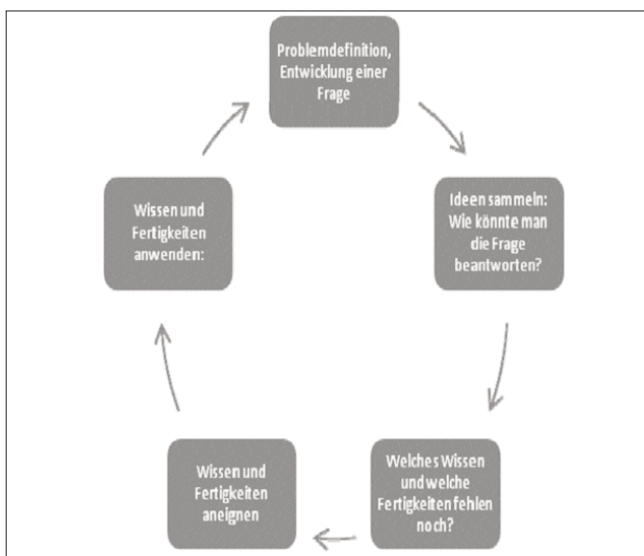 Problemdefinition,
Entwicklung einer
Frage
Ideen sammeln:
Wie könnte man
die Frage
beantworten?
Welches Wissen
und welche
Fertigkeiten fehlen
noch?
Wissen und
Fertigkeiten
aneignen
Wissen und
Fertigkeiten
anwenden: